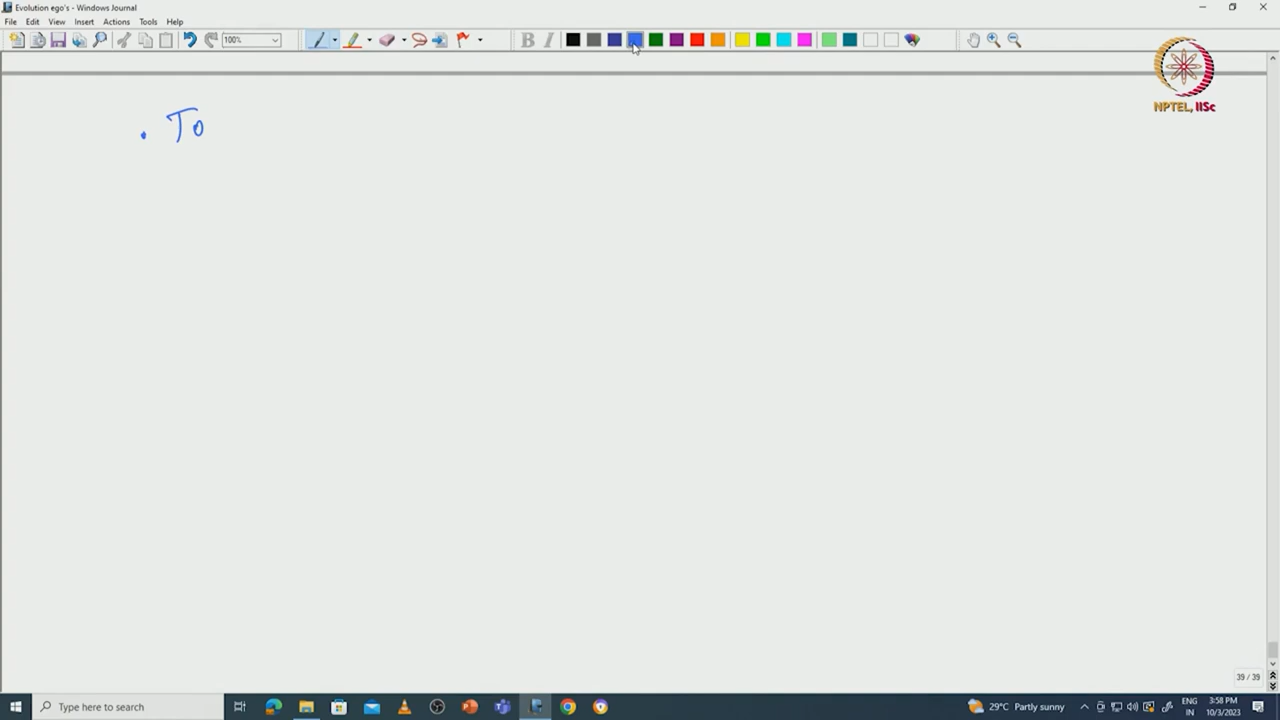 Evolution ego's - Windows Journal
File Edit View Insert Actions Tools Help
100%
B I
NPTEL, IISc
. To
39 / 39
Type here to search
29°C Partly sunny
ENG
IN
3:58 PM
10/3/2023